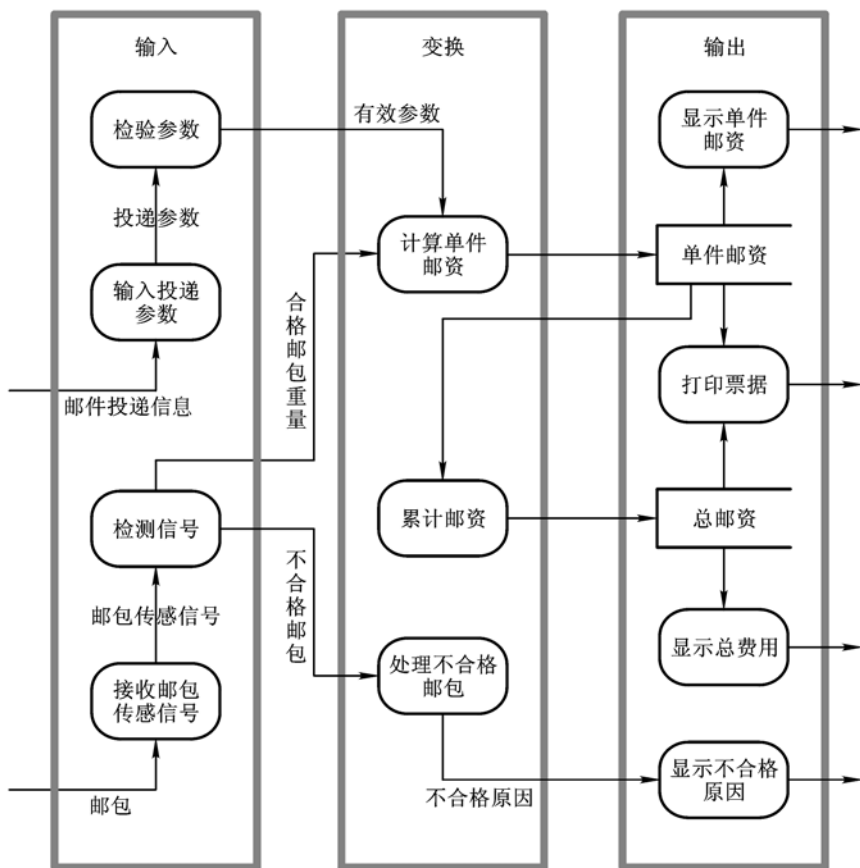 输入
变换
输出
检验参数
有效参数
显示单件
邮资
投递参数
计算单件
邮资
单件邮资
输入投递
参数
合格邮包重量
打印票据
邮件投递信息
检测信号
累计邮资
总邮资
不合格邮包
邮包传感信号
显示总费用
接收邮包
传感信号
处理不合格
邮包
不合格原因
显示不合格
原因
邮包